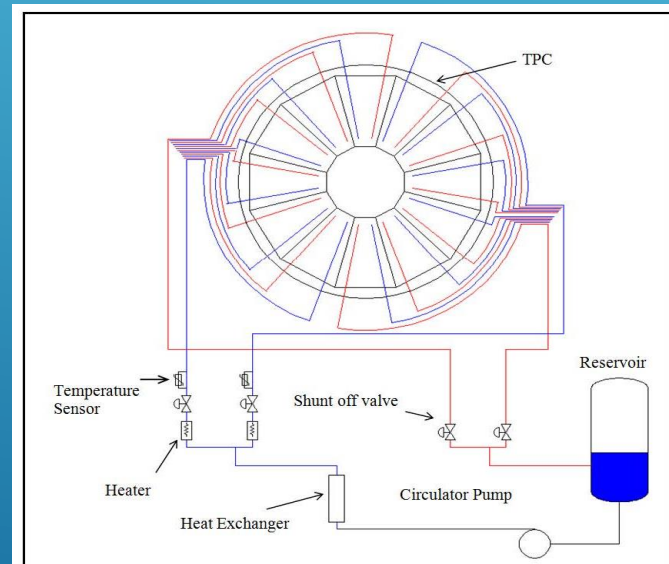 TPC
Reservoir
Temperature
Sensor
Shunt off valve
Heater
Circulator Pump
Heat Exchanger